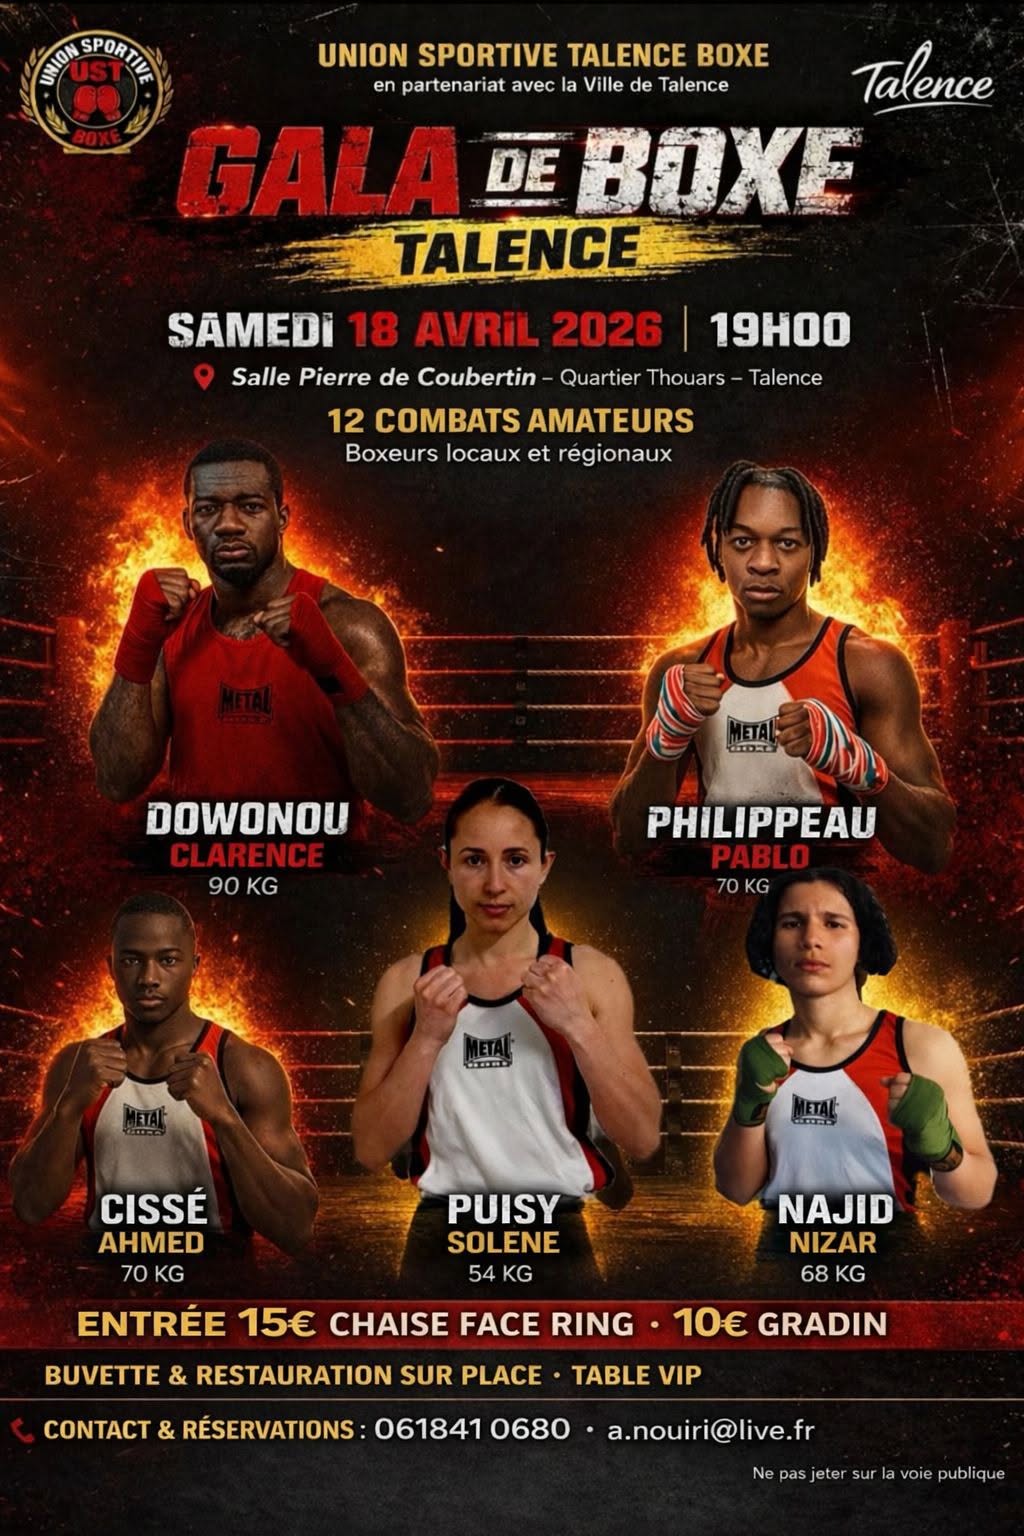 UNION SPORTIVE
UST
BOXE
UNION SPORTIVE TALENCE BOXE
en partenariat avec la Ville de Talence
Talence
GALA DE BOXE
TALENCE
SAMEDI 18 AVRIL 2026 | 19H00
Salle Pierre de Coubertin – Quartier Thouars – Talence
12 COMBATS AMATEURS
Boxeurs locaux et régionaux
METAL
METAL
DOWONOU
CLARENCE
90 KG
PHILIPPEAU
PABLO
70 KG
METAL
METAL
METAL
CISSÉ
AHMED
70 KG
PUISY
SOLENE
54 KG
NAJID
NIZAR
68 KG
ENTRÉE 15€ CHAISE FACE RING · 10€ GRADIN
BUVETTE & RESTAURATION SUR PLACE · TABLE VIP
CONTACT & RÉSERVATIONS : 061841 0680 · a.nouiri@live.fr
Ne pas jeter sur la voie publique